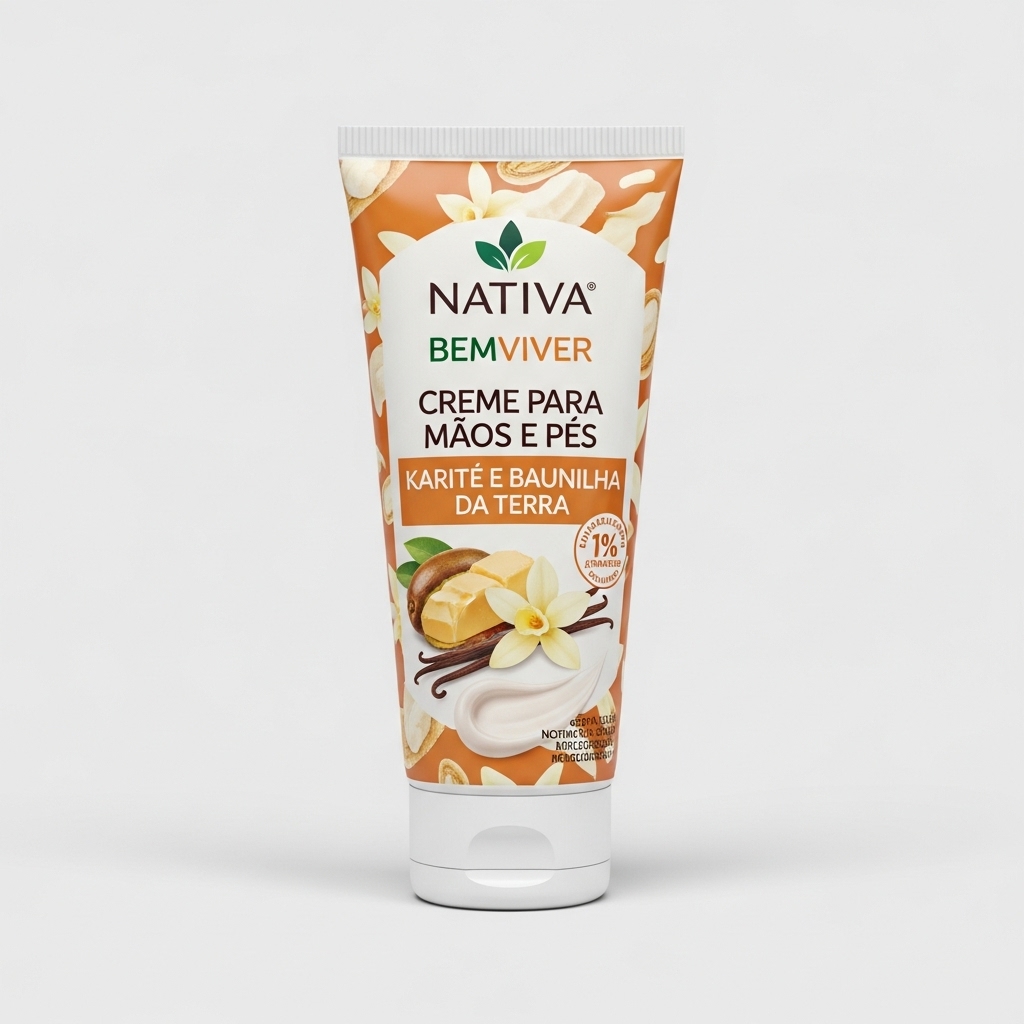 NATIVA®
BEMVIVER
CREME PARA
MÃOS E PÉS
KARITÉ E BAUNILHA
DA TERRA
1%